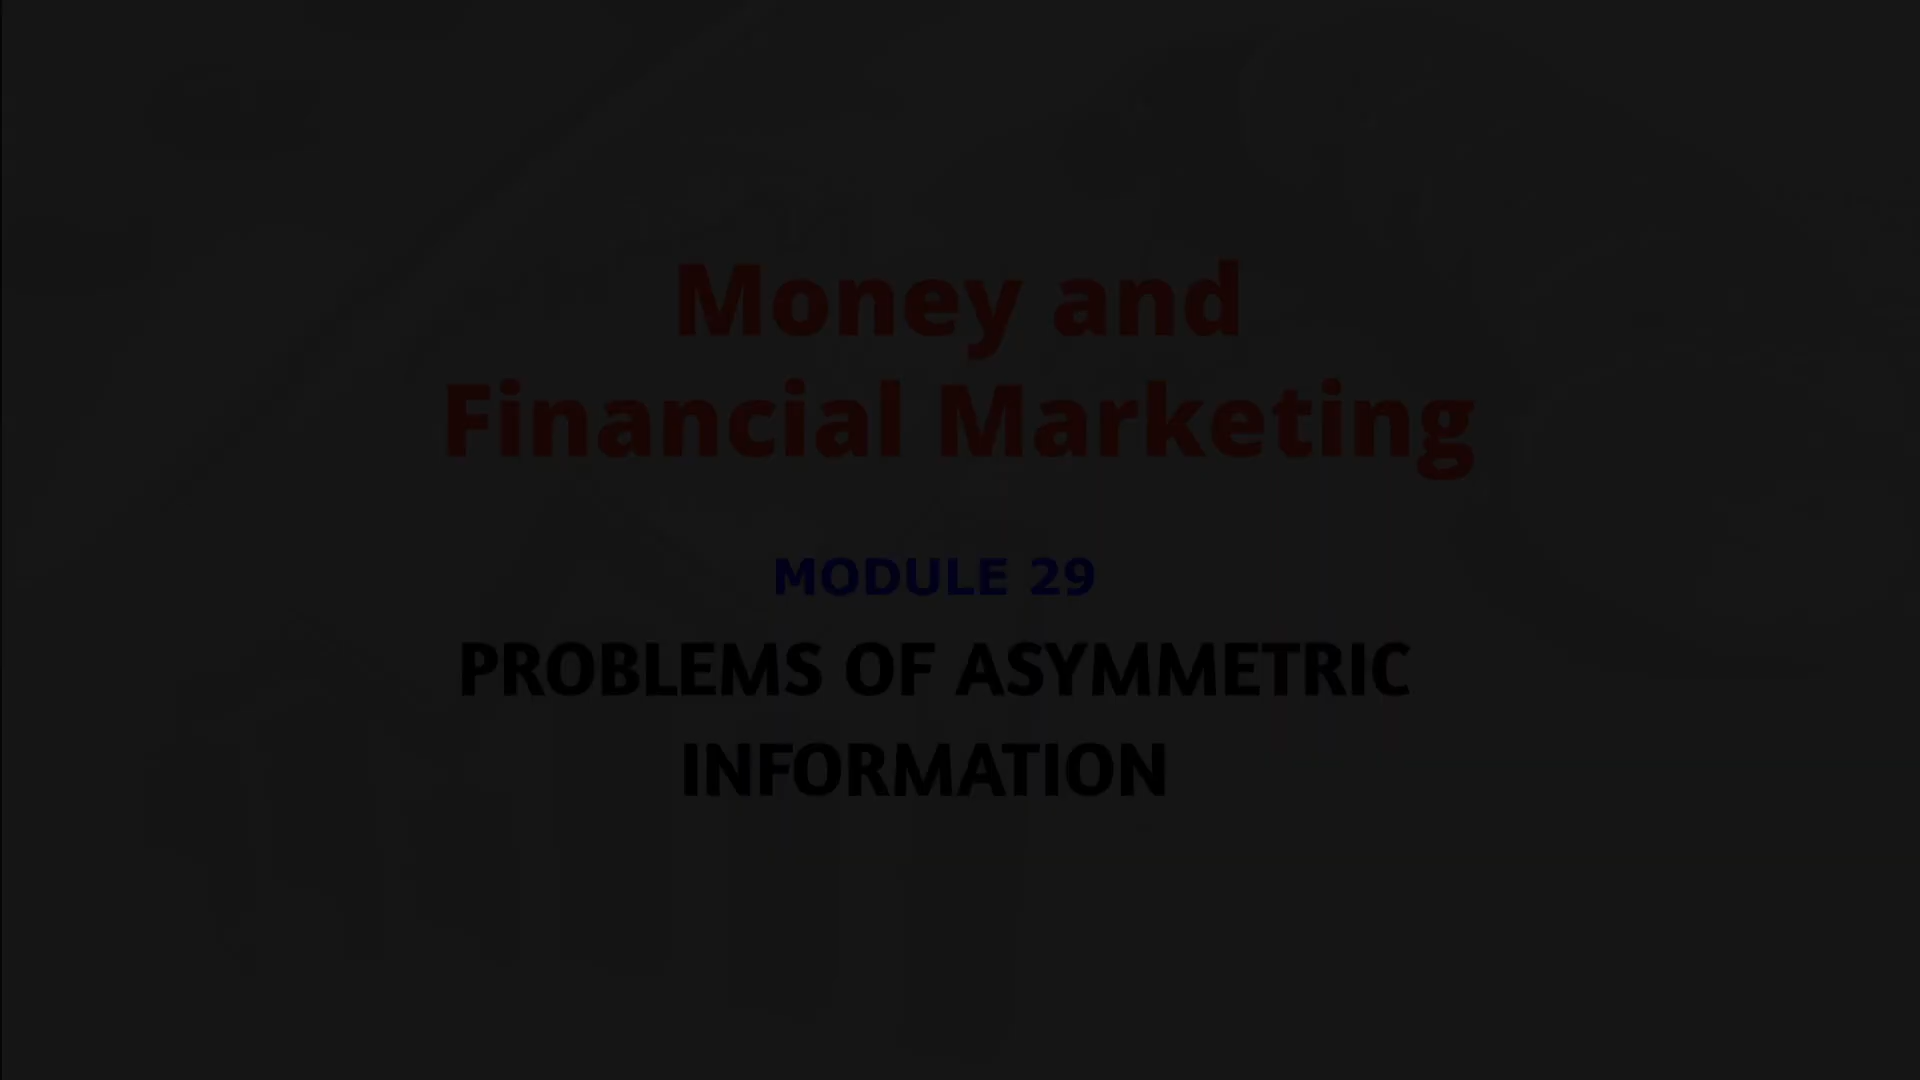 Money and
Financial Marketing
MODULE 29
PROBLEMS OF ASYMMETRIC
INFORMATION